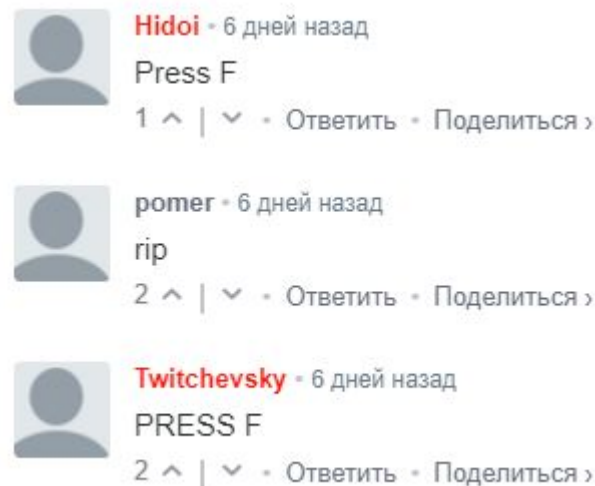 Hidoi • 6 дней назад
Press F
1 | • Ответить • Поделиться ›
pomer • 6 дней назад
rip
2 | • Ответить • Поделиться ›
Twitchevsky • 6 дней назад
PRESS F
2 | • Ответить • Поделиться ›